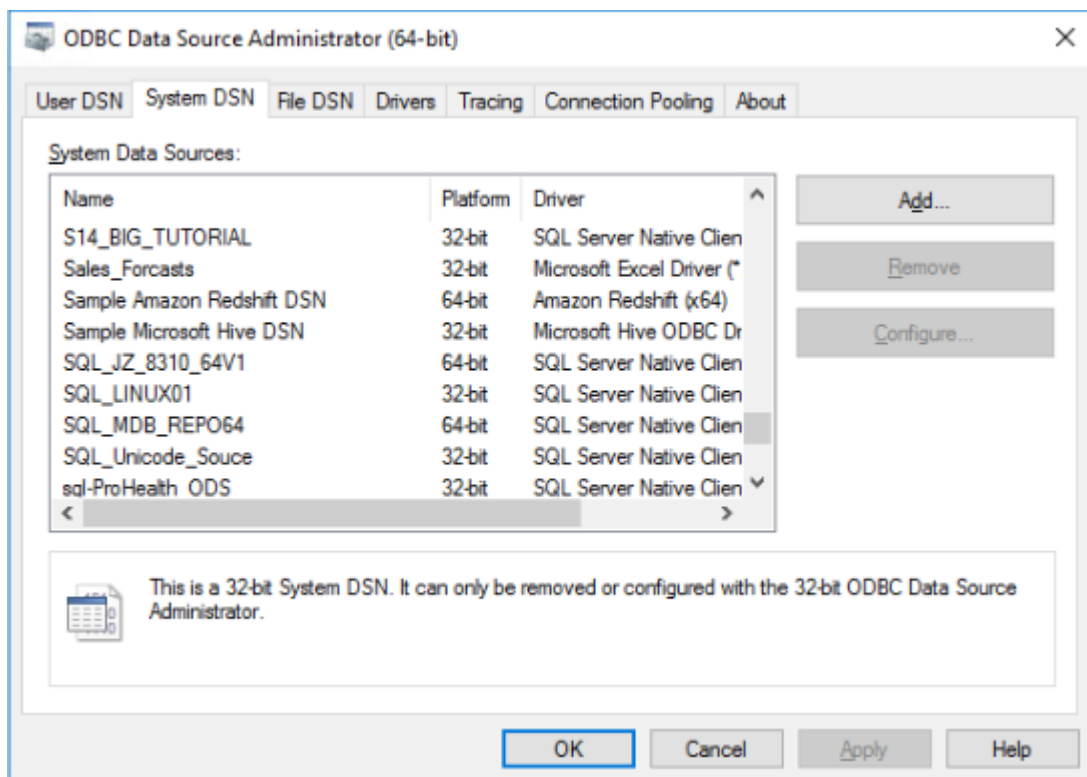 ODBC Data Source Administrator (64-bit)
User DSN System DSN File DSN Drivers Tracing Connection Pooling About
System Data Sources:
Name Platform Driver
Add...
S14_BIG_TUTORIAL 32-bit SQL Server Native Clien
Sales_Forcasts 32-bit Microsoft Excel Driver (*
Remove
Sample Amazon Redshift DSN 64-bit Amazon Redshift (x64)
Sample Microsoft Hive DSN 32-bit Microsoft Hive ODBC Dr
Configure...
SQL_JZ_8310_64V1 64-bit SQL Server Native Clien
SQL_LINUX01 32-bit SQL Server Native Clien
SQL_MDB_REPO64 64-bit SQL Server Native Clien
SQL_Unicode_Souce 32-bit SQL Server Native Clien
sql-ProHealth_ODS 32-bit SQL Server Native Clien
This is a 32-bit System DSN. It can only be removed or configured with the 32-bit ODBC Data Source
Administrator.
OK Cancel Apply Help